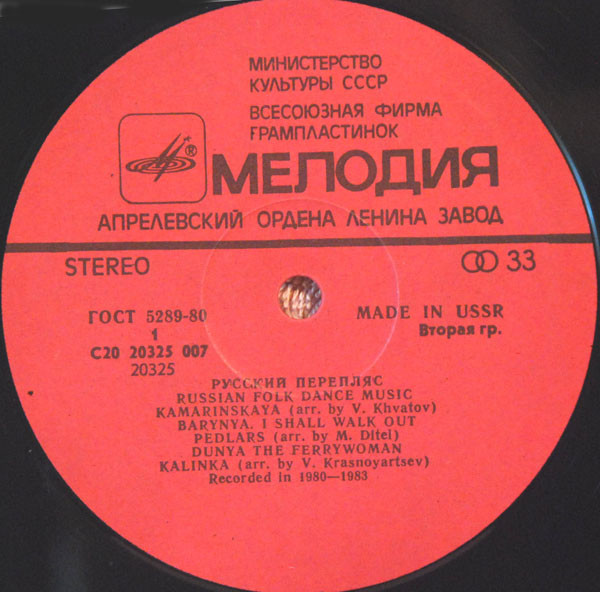 МИНИСТЕРСТВО
КУЛЬТУРЫ СССР
ВСЕСОЮЗНАЯ ФИРМА
ГРАМПЛАСТИНОК
®
МЕЛОДИЯ
АПРЕЛЕВСКИЙ ОРДЕНА ЛЕНИНА ЗАВОД
STEREO
33
ГОСТ 5289-80
MADE IN USSR
1
Вторая гр.
С20 20325 007
20325
РУССКИЙ ПЕРЕПЛЯС
RUSSIAN FOLK DANCE MUSIC
KAMARINSKAYA (arr. by V. Khvatov)
BARYNYA. I SHALL WALK OUT
PEDLARS (arr. by M. Ditel)
DUNYA THE FERRYWOMAN
KALINKA (arr. by V. Krasnoyartsev)
Recorded in 1980—1983